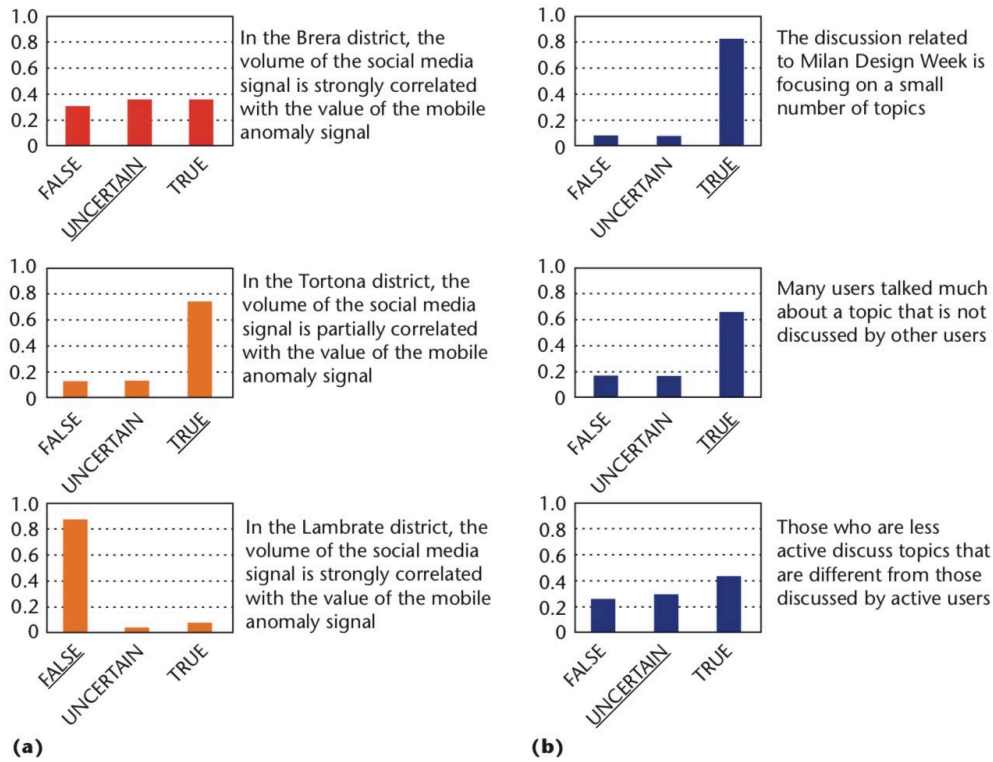 1.0
0.8
0.6
0.4
0.2
0
FALSE
UNCERTAIN
TRUE
In the Brera district, the
volume of the social media
signal is strongly correlated
with the value of the mobile
anomaly signal
1.0
0.8
0.6
0.4
0.2
0
FALSE
UNCERTAIN
TRUE
In the Tortona district, the
volume of the social media
signal is partially correlated
with the value of the mobile
anomaly signal
1.0
0.8
0.6
0.4
0.2
0
FALSE
UNCERTAIN
TRUE
In the Lambrate district, the
volume of the social media
signal is strongly correlated
with the value of the mobile
anomaly signal
(a)
1.0
0.8
0.6
0.4
0.2
0
FALSE
UNCERTAIN
TRUE
The discussion related
to Milan Design Week is
focusing on a small
number of topics
1.0
0.8
0.6
0.4
0.2
0
FALSE
UNCERTAIN
TRUE
Many users talked much
about a topic that is not
discussed by other users
1.0
0.8
0.6
0.4
0.2
0
FALSE
UNCERTAIN
TRUE
Those who are less
active discuss topics that
are different from those
discussed by active users
(b)